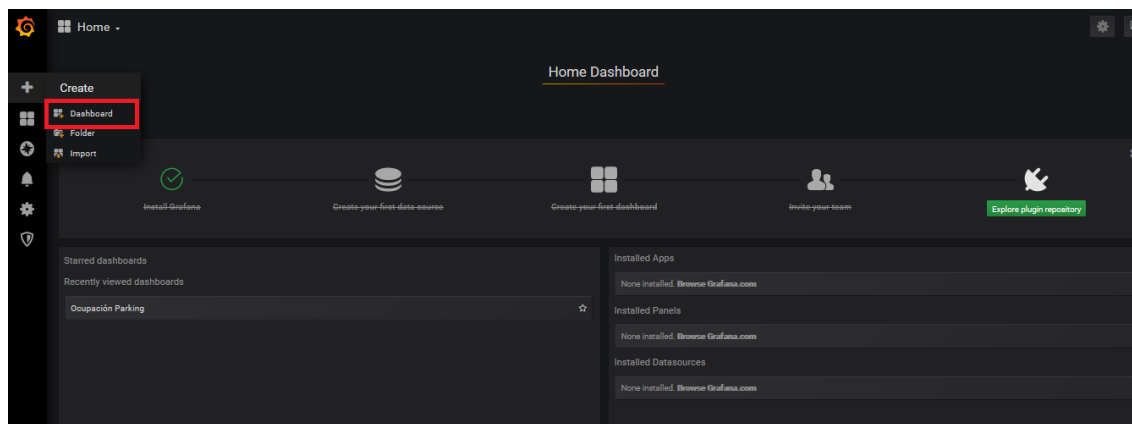 Home
Home Dashboard
Create
Dashboard
Folder
Import
Install Grafana
Create your first data source
Create your first dashboard
Invite your team
Explore plugin repository
Starred dashboards
Recently viewed dashboards
Ocupación Parking
Installed Apps
None installed. Browse Grafana.com
Installed Panels
None installed. Browse Grafana.com
Installed Datasources
None installed. Browse Grafana.com